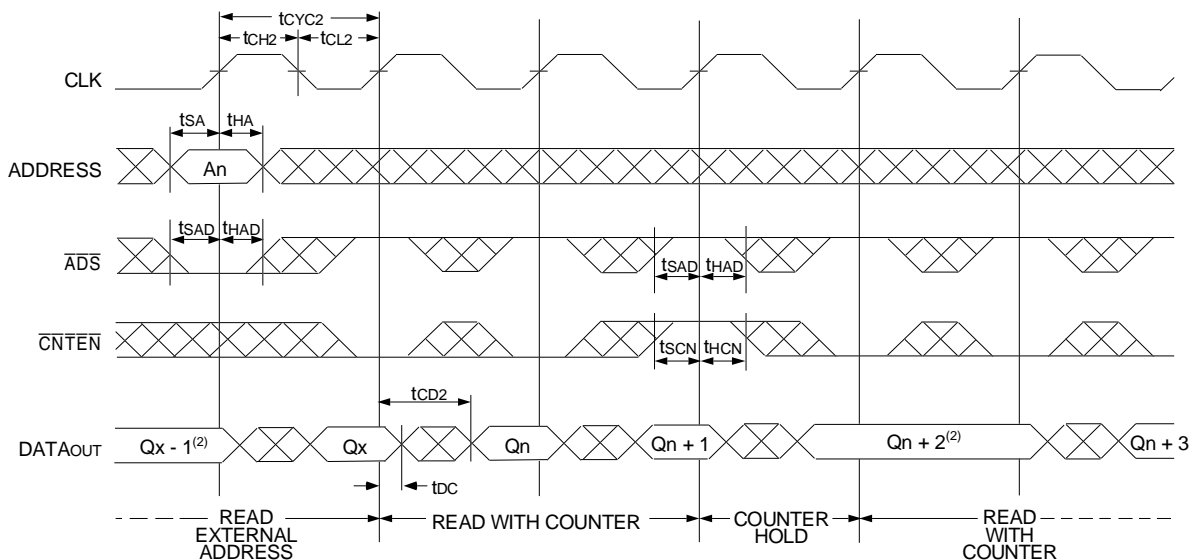 tCYC2
tCH2 tCL2
CLK
tSA tHA
ADDRESS An
tSAD tHAD
ADS
tSAD tHAD
CNTEN
tSCN tHCN
tCD2
DATAOUT Qx - 1(2) Qx Qn Qn + 1 Qn + 2(2) Qn + 3
tDC
READ EXTERNAL ADDRESS
READ WITH COUNTER
COUNTER HOLD
READ WITH COUNTER